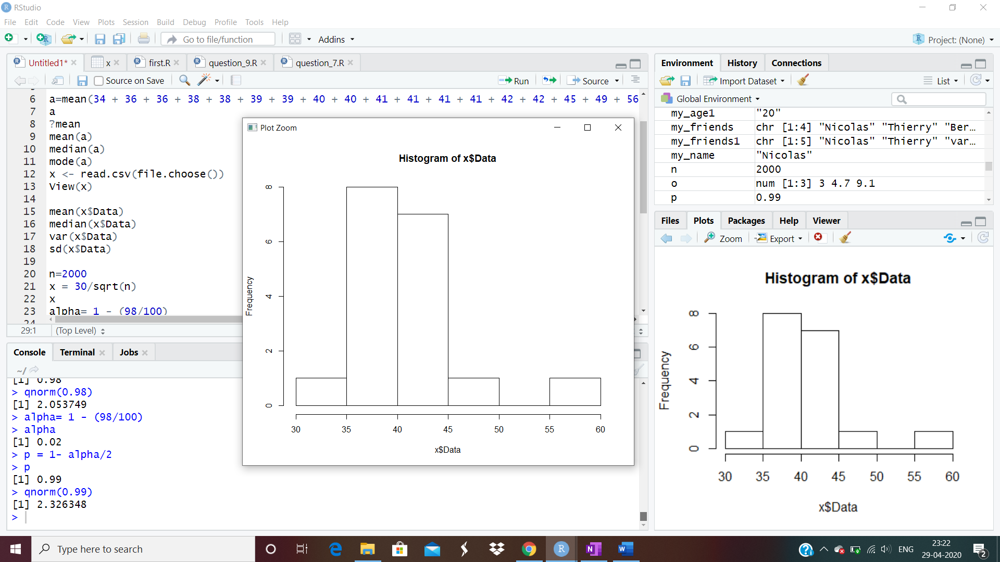 RStudio
File Edit Code View Plots Session Build Debug Profile Tools Help
Go to file/function Addins Project: (None)
Untitled1* x first.R question_9.R question_7.R
Source on Save Run Source
6 a=mean(34 + 36 + 36 + 38 + 38 + 39 + 39 + 40 + 40 + 41 + 41 + 41 + 41 + 42 + 42 + 45 + 49 + 56
7 a
8 ?mean
9 mean(a)
10 median(a)
11 mode(a)
12 x <- read.csv(file.choose())
13 View(x)
14
15 mean(x$Data)
16 median(x$Data)
17 var(x$Data)
18 sd(x$Data)
19
20 n=2000
21 x = 30/sqrt(n)
22 x
23 alpha= 1 - (98/100)
24
29:1 (Top Level)
Console Terminal Jobs
~/
[1] 0.98
> qnorm(0.98)
[1] 2.053749
> alpha= 1 - (98/100)
> alpha
[1] 0.02
> p = 1- alpha/2
> p
[1] 0.99
> qnorm(0.99)
[1] 2.326348
>
Plot Zoom
Histogram of x$Data
8
6
4
2
0
Frequency
30 35 40 45 50 55 60
x$Data
Environment History Connections
Import Dataset List
Global Environment
my_age1 "20"
my_friends chr [1:4] "Nicolas" "Thierry" "Ber…
my_friends1 chr [1:5] "Nicolas" "Thierry" "var…
my_name "Nicolas"
n 2000
o num [1:3] 3 4.7 9.1
p 0.99
Files Plots Packages Help Viewer
Zoom Export
Histogram of x$Data
8
6
4
2
0
Frequency
30 35 40 45 50 55 60
x$Data
Type here to search
ENG
23:22
29-04-2020
2